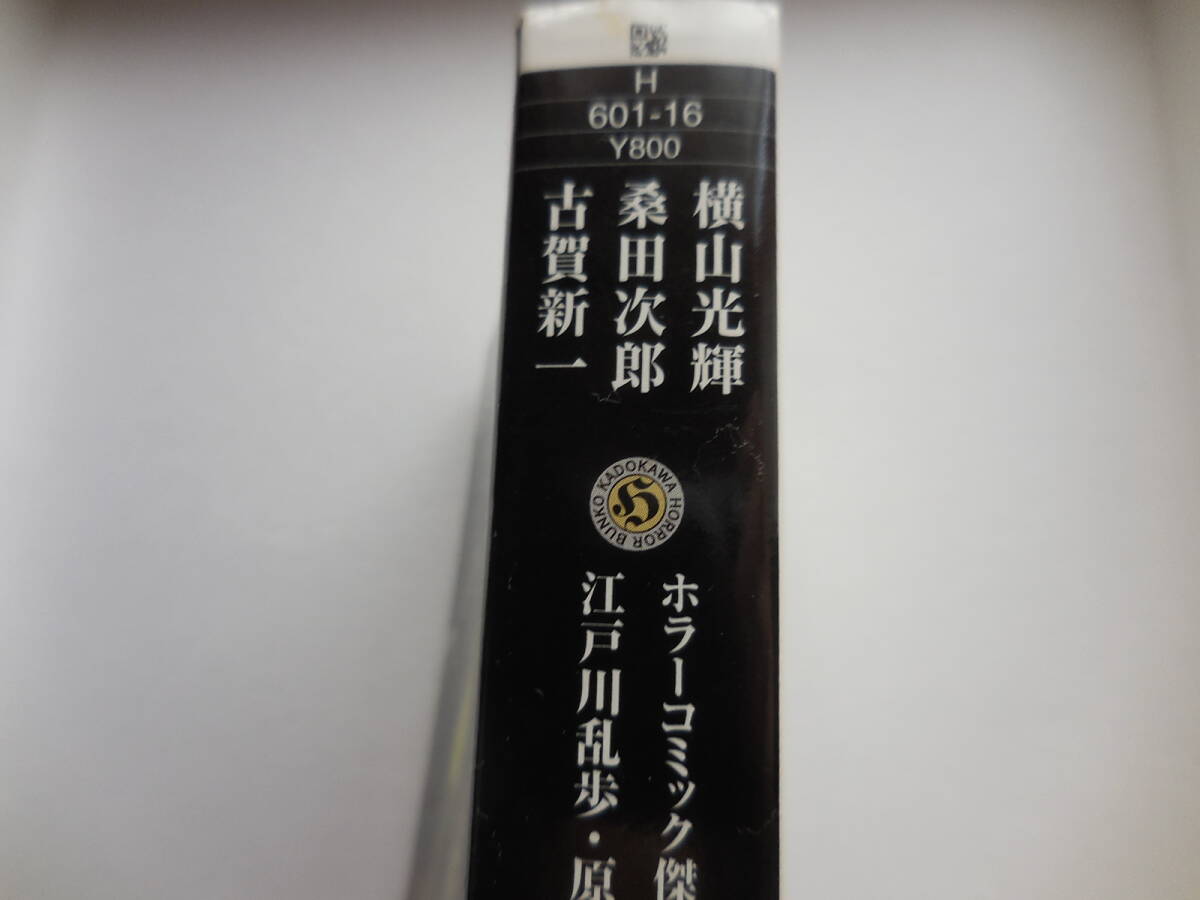 H
601-16
Y800
横山光輝
桑田次郎
古賀新一
KADOKAWA HORROR BUNKO
H
ホラーコミック傑
江戸川乱歩・原